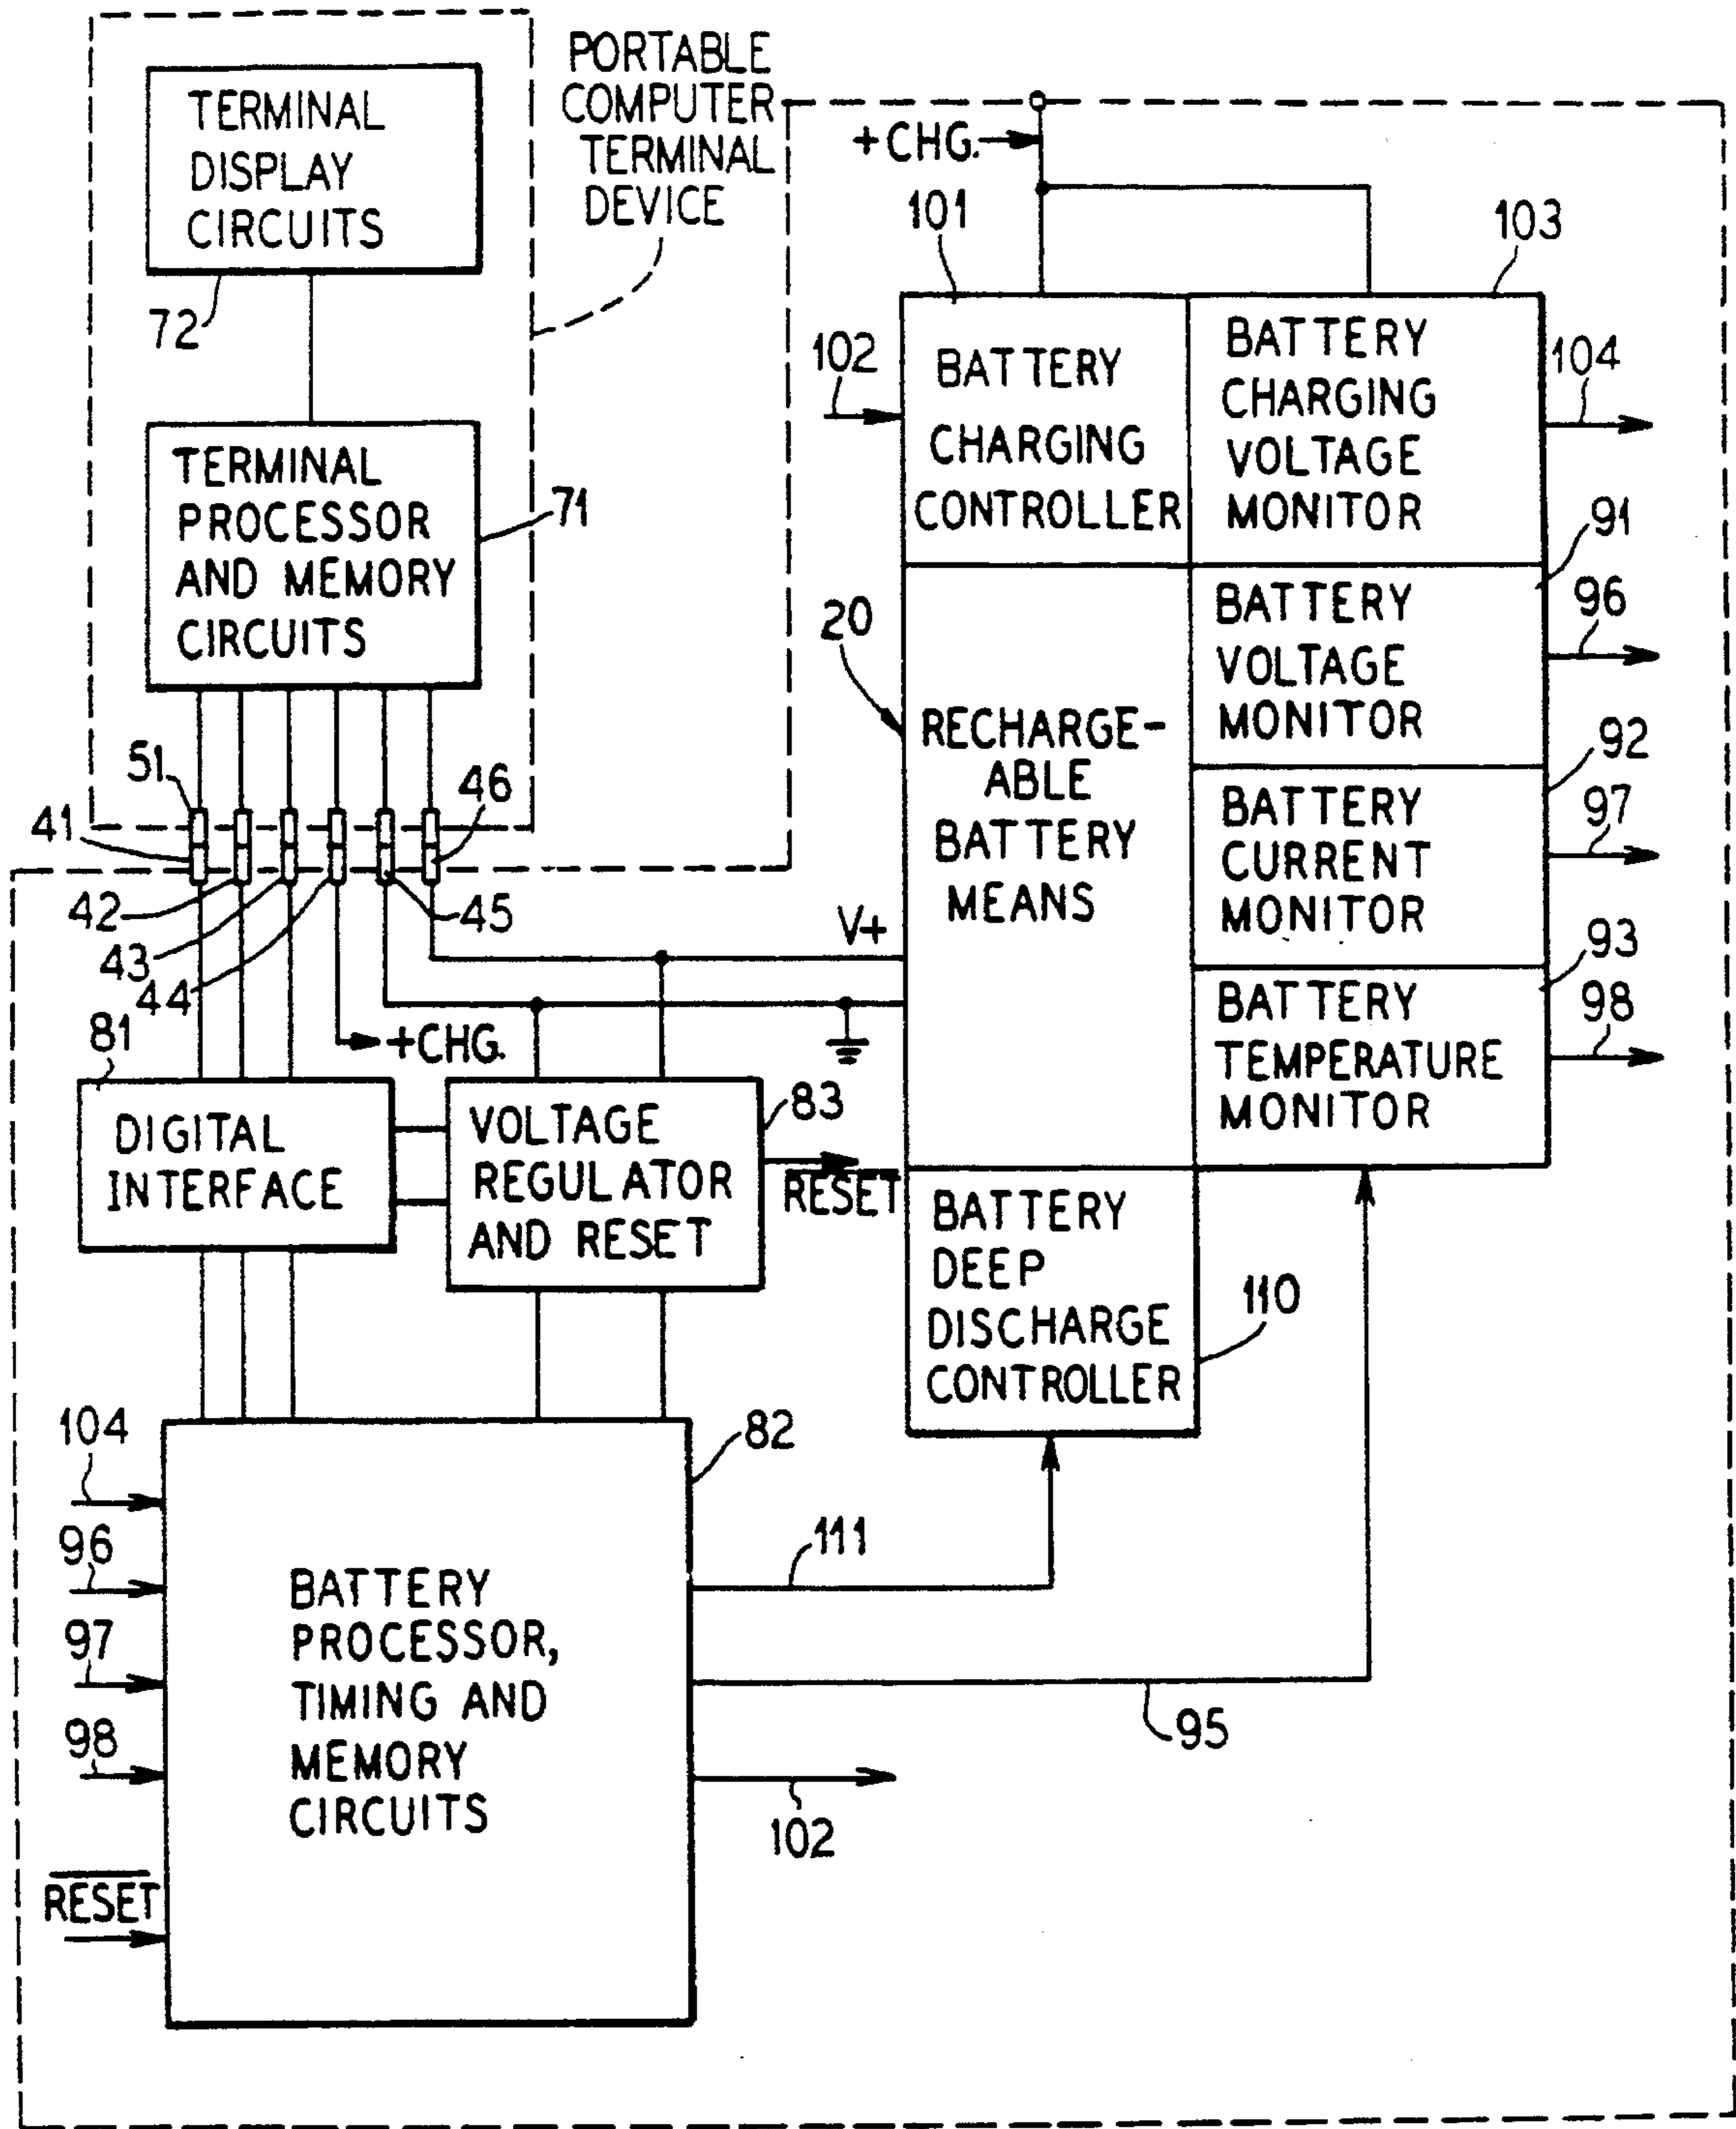 TERMINAL
DISPLAY
CIRCUITS
72
PORTABLE
COMPUTER
TERMINAL
DEVICE
TERMINAL
PROCESSOR
AND MEMORY
CIRCUITS
71
51
41
42
43
44
45
46
+CHG.
V+
81
DIGITAL
INTERFACE
VOLTAGE
REGULATOR
AND RESET
83
RESET
+CHG.
101
102
BATTERY
CHARGING
CONTROLLER
103
BATTERY
CHARGING
VOLTAGE
MONITOR
104
20
RECHARGE-
ABLE
BATTERY
MEANS
91
BATTERY
VOLTAGE
MONITOR
96
92
BATTERY
CURRENT
MONITOR
97
93
BATTERY
TEMPERATURE
MONITOR
98
BATTERY
DEEP
DISCHARGE
CONTROLLER
110
104
96
97
98
RESET
82
BATTERY
PROCESSOR,
TIMING AND
MEMORY
CIRCUITS
111
95
102